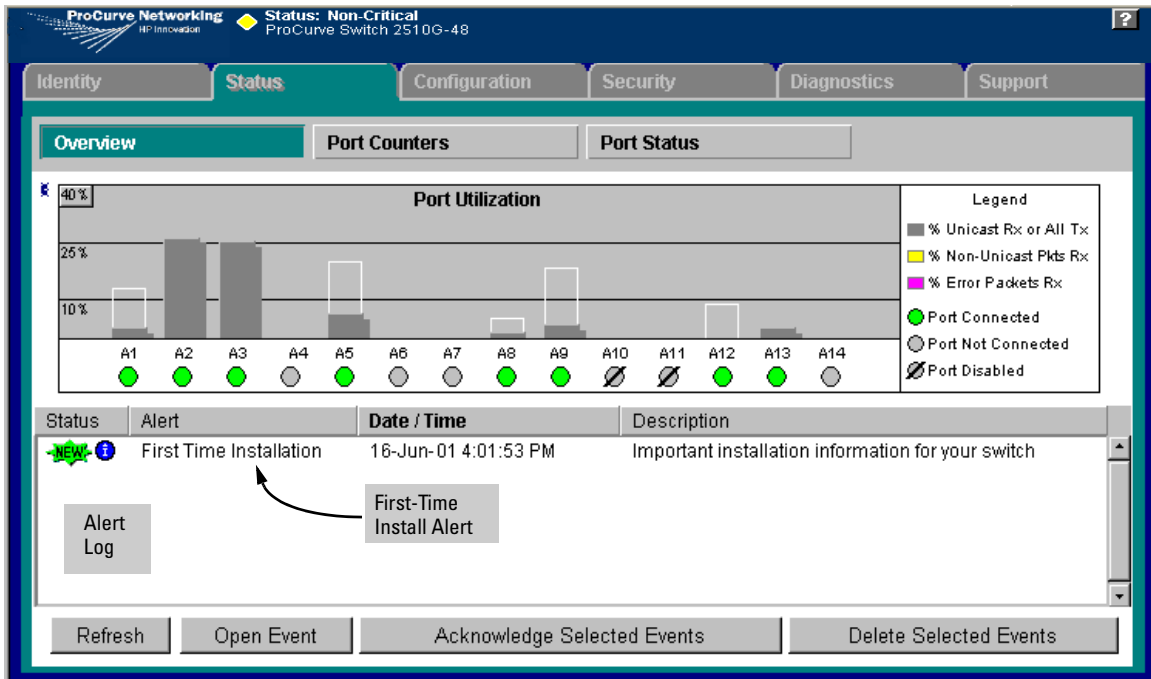 ProCurve Networking
HP Innovation
Status: Non-Critical
ProCurve Switch 2510G-48
?
Identity
Status
Configuration
Security
Diagnostics
Support
Overview
Port Counters
Port Status
40%
Port Utilization
25%
10%
A1 A2 A3 A4 A5 A6 A7 A8 A9 A10 A11 A12 A13 A14
Legend
% Unicast Rx or All Tx
% Non-Unicast Pkts Rx
% Error Packets Rx
Port Connected
Port Not Connected
Port Disabled
Status Alert Date / Time Description
NEW i First Time Installation 16-Jun-01 4:01:53 PM Important installation information for your switch
First-Time
Install Alert
Alert
Log
Refresh
Open Event
Acknowledge Selected Events
Delete Selected Events